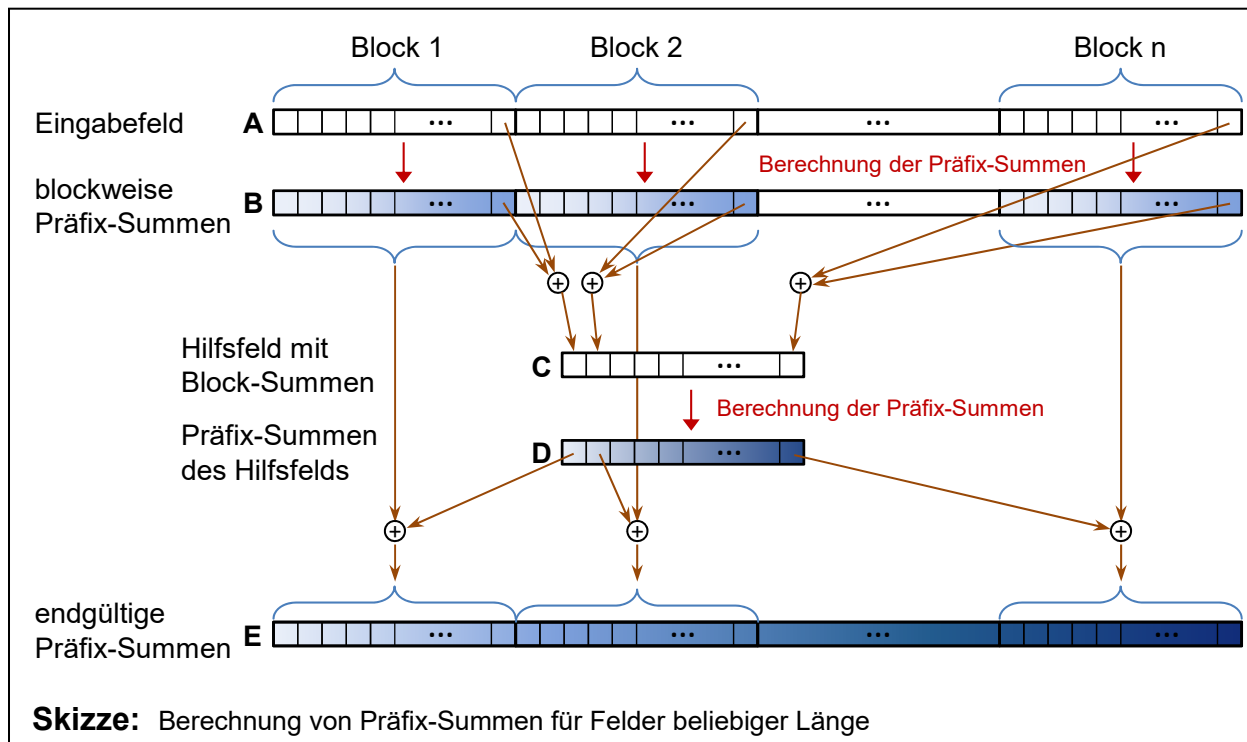 Block 1 Block 2 Block n
Eingabefeld A ... ... ... ...
Berechnung der Präfix-Summen
blockweise
Präfix-Summen B ... ... ... ...
+ + +
Hilfsfeld mit
Block-Summen C ...
Berechnung der Präfix-Summen
Präfix-Summen
des Hilfsfelds D ...
+ + +
endgültige
Präfix-Summen E ... ... ... ...
Skizze: Berechnung von Präfix-Summen für Felder beliebiger Länge